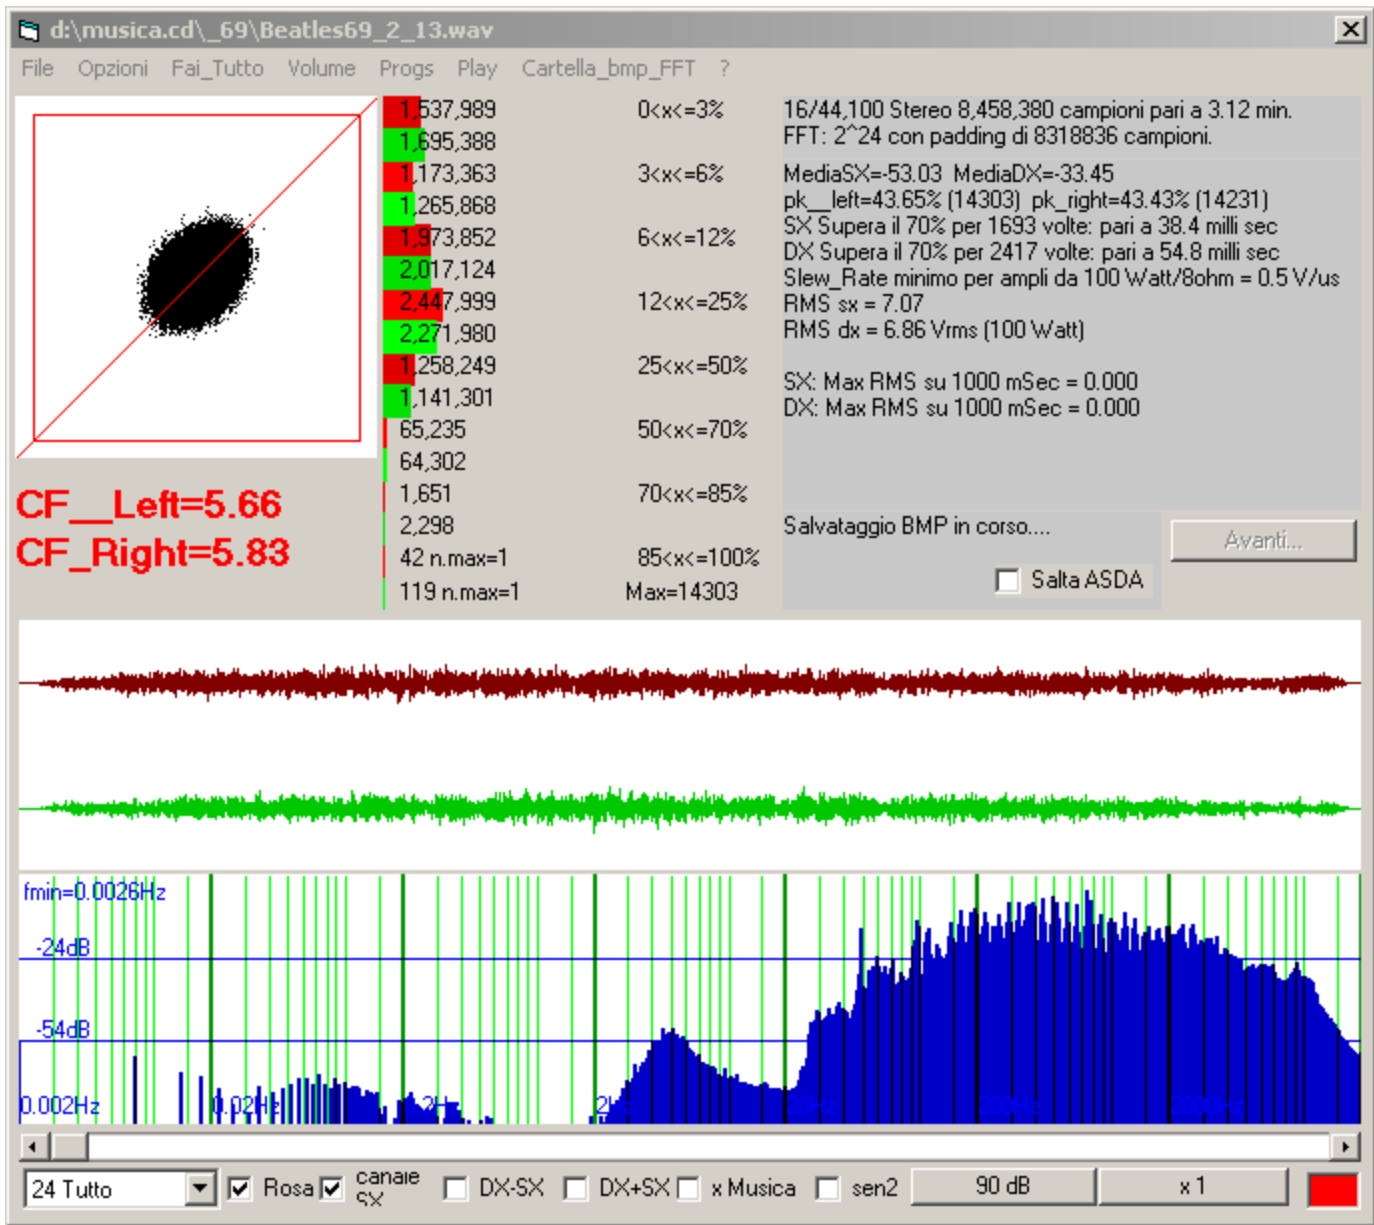 d:\musica.cd\_69\Beatles69_2_13.wav
File Opzioni Fai_Tutto Volume Progs Play Cartella_bmp_FFT ?
1,537,989 0<x<=3%
1,695,388
1,173,363 3<x<=6%
1,265,868
1,973,852 6<x<=12%
2,017,124
2,447,999 12<x<=25%
2,271,980
1,258,249 25<x<=50%
1,141,301
65,235 50<x<=70%
64,302
1,651 70<x<=85%
2,298
42 n.max=1 85<x<=100%
119 n.max=1 Max=14303
16/44,100 Stereo 8,458,380 campioni pari a 3.12 min.
FFT: 2^24 con padding di 8318836 campioni.
MediaSX=-53.03 MediaDX=-33.45
pk__left=43.65% (14303) pk_right=43.43% (14231)
SX Supera il 70% per 1693 volte: pari a 38.4 milli sec
DX Supera il 70% per 2417 volte: pari a 54.8 milli sec
Slew_Rate minimo per ampli da 100 Watt/8ohm = 0.5 V/us
RMS sx = 7.07
RMS dx = 6.86 Vrms (100 Watt)
SX: Max RMS su 1000 mSec = 0.000
DX: Max RMS su 1000 mSec = 0.000
CF__Left=5.66
CF_Right=5.83
Salvataggio BMP in corso....
Avanti...
Salta ASDA
fmin=0.0026Hz
-24dB
-54dB
0.002Hz 0.02Hz 0.2Hz 2Hz 20Hz 200Hz 2000Hz
24 Tutto Rosa canale SX DX-SX DX+SX x Musica sen2 90 dB x 1